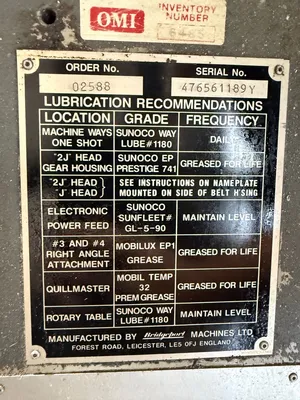 OMI
INVENTORY
NUMBER
ORDER No.
SERIAL No.
02588
476561189Y
LUBRICATION RECOMMENDATIONS
LOCATION GRADE FREQUENCY
MACHINE WAYS
ONE SHOT
SUNOCO WAY
LUBE#1180
DAILY
"2J" HEAD
GEAR HOUSING
SUNOCO EP
PRESTIGE 741
GREASED FOR LIFE
"2J" HEAD
"J" HEAD
SEE INSTRUCTIONS ON NAMEPLATE
MOUNTED ON SIDE OF BELT H'SING
ELECTRONIC
POWER FEED
SUNOCO
SUNFLEET#
GL-5-90
MAINTAIN LEVEL
#3 AND #4
RIGHT ANGLE
ATTACHMENT
MOBILUX EP1
GREASE
GREASED FOR LIFE
QUILLMASTER
MOBIL TEMP
32
PREM GREASE
GREASED FOR LIFE
ROTARY TABLE
SUNOCO WAY
LUBE#1180
MAINTAIN LEVEL
MANUFACTURED BY Bridgeport MACHINES LTD
FOREST ROAD, LEICESTER, LE5 0FJ ENGLAND